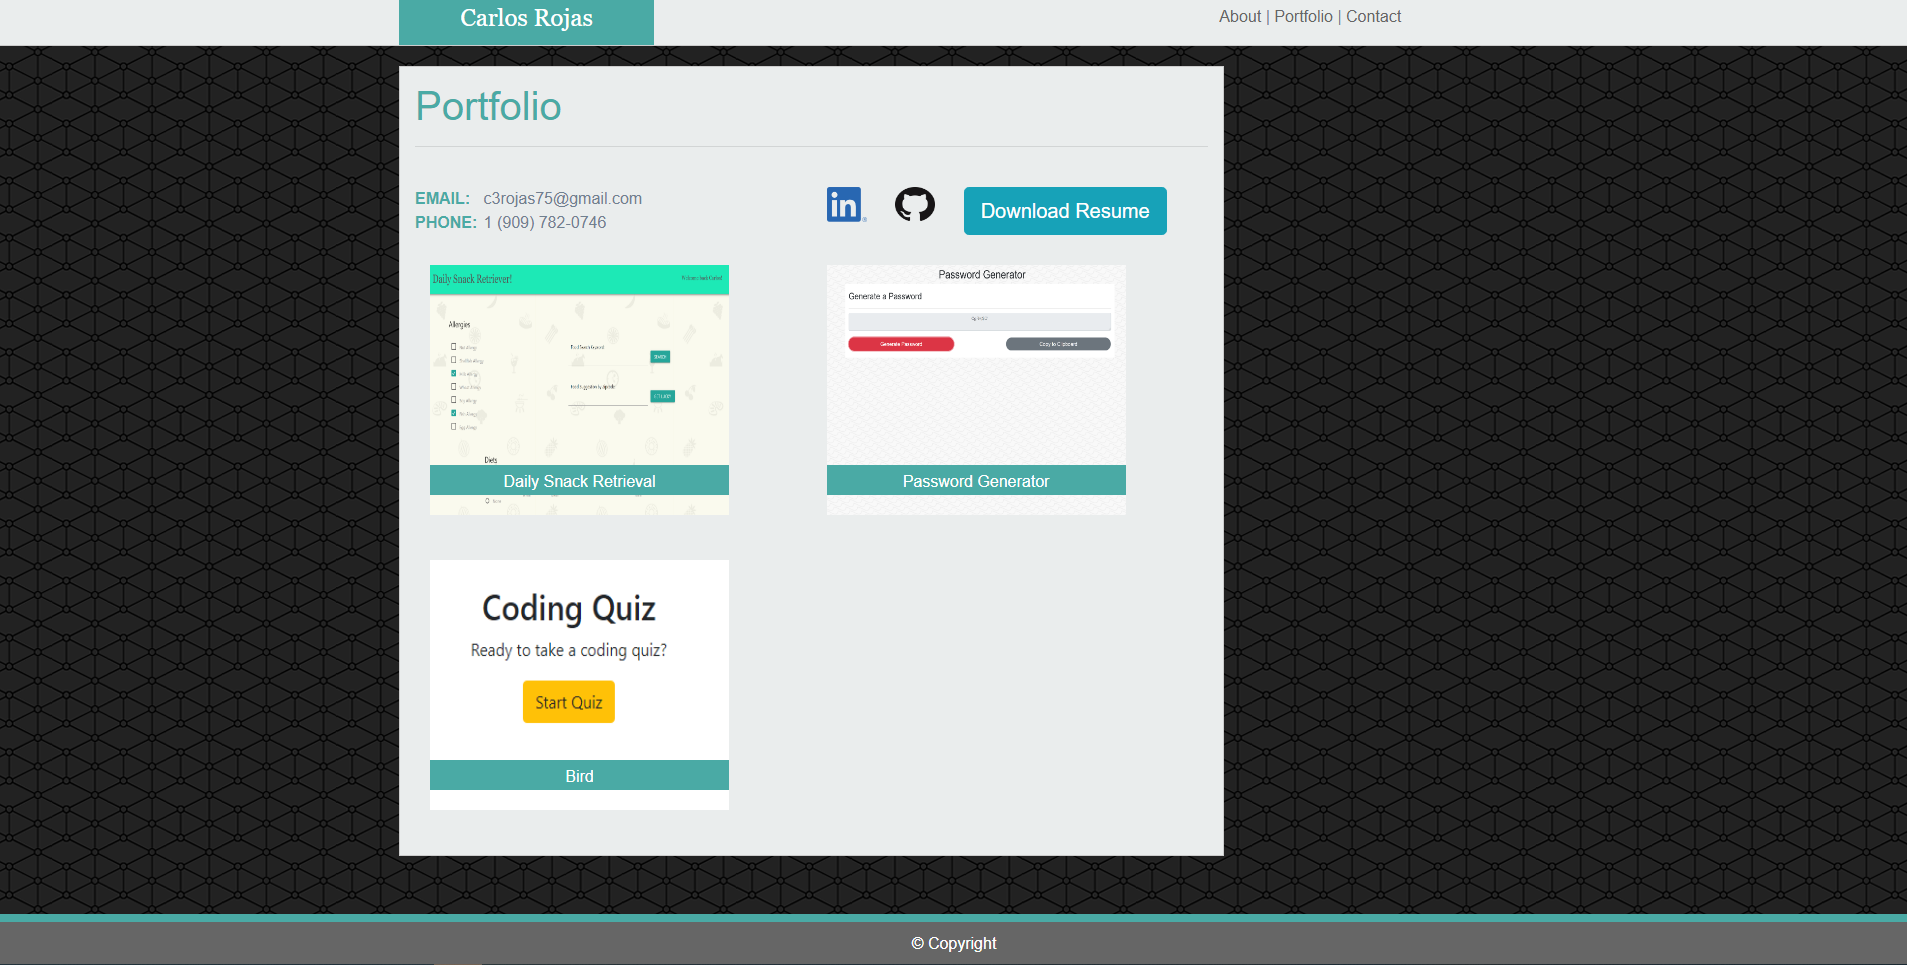 Carlos Rojas
About | Portfolio | Contact
Portfolio
EMAIL: c3rojas75@gmail.com
PHONE: 1 (909) 782-0746
in
Download Resume
Daily Snack Retriever!
Allergies
Diets
Daily Snack Retrieval
Password Generator
Generate a Password
Generate Password
Copy to Clipboard
Password Generator
Coding Quiz
Ready to take a coding quiz?
Start Quiz
Bird
© Copyright